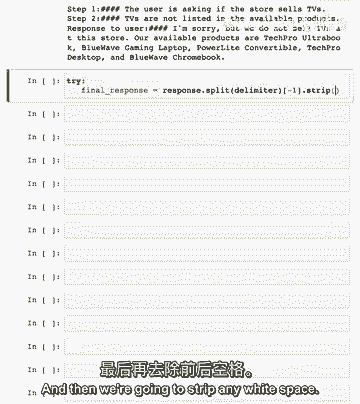 Step 1:#### The user is asking if the store sells TVs.
Step 2:#### TVs are not listed in the available products.
Response to user:#### I'm sorry, but we do not sell TVs a
t this store. Our available products are TechPro Ultraboo
k, BlueWave Gaming Laptop, PowerLite Convertible, TechPro
Desktop, and BlueWave Chromebook.
In [ ]: try:
final_response = response.split(delimiter)[-1].strip()
In [ ]:
In [ ]:
In [ ]:
In [ ]:
In [ ]:
In [ ]:
In [ ]:
In [ ]:
In [ ]:
In [ ]:
In [ ]:
最后再去除前后空格。
In [ ]:
And then we're going to strip any white space.